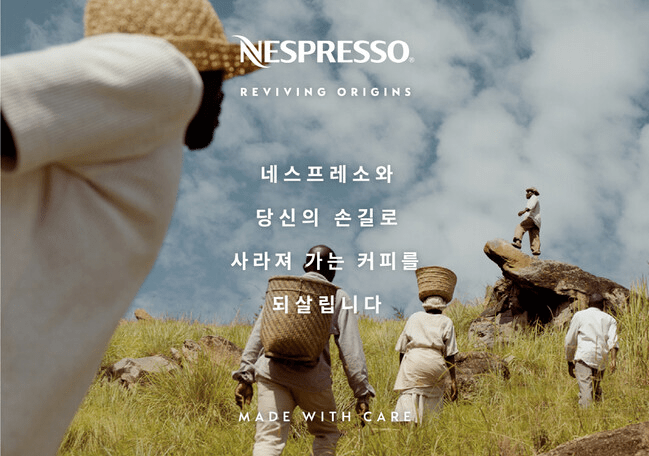 NESPRESSO
REVIVING ORIGINS
네스프레소와
당신의 손길로
사라져 가는 커피를
되살립니다
MADE WITH CARE